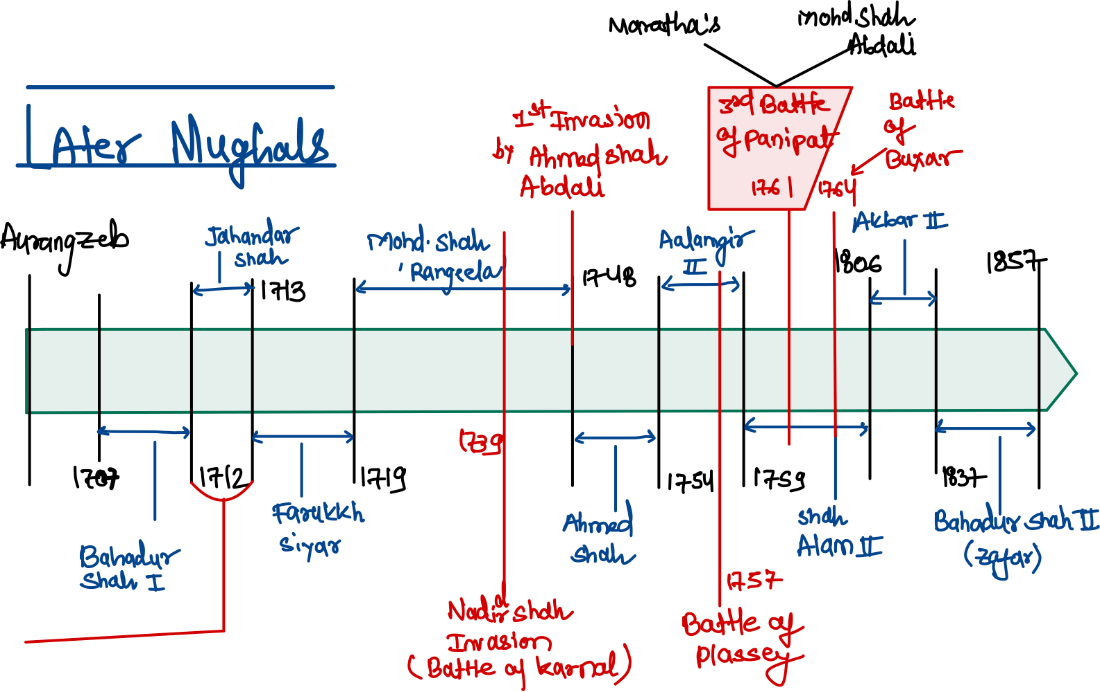 Later Mughals
Maratha's
Mohd Shah
Abdali
1st Invasion
by Ahmed shah
Abdali
3rd Battle
of Panipat
1761
Battle
of
Buxar
1764
Aurangzeb
Jahandar
shah
1713
Mohd. Shah
'Rangeela
1748
Aalamgir
II
1806
Akbar II
1857
1707
Bahadur
Shah I
1712
Farukkh
Siyar
1719
1739
Nadir Shah
Invasion
(Battle of karnal)
Ahmed
shah
1754
1757
Battle of
plassey
1759
shah
Alam II
1837
Bahadur shah II
(zafar)